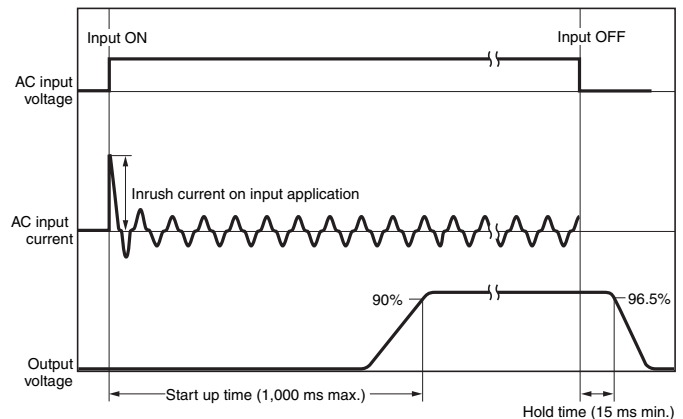 Input ON
Input OFF
AC input
voltage
Inrush current on input application
AC input
current
90%
96.5%
Output
voltage
Start up time (1,000 ms max.)
Hold time (15 ms min.)